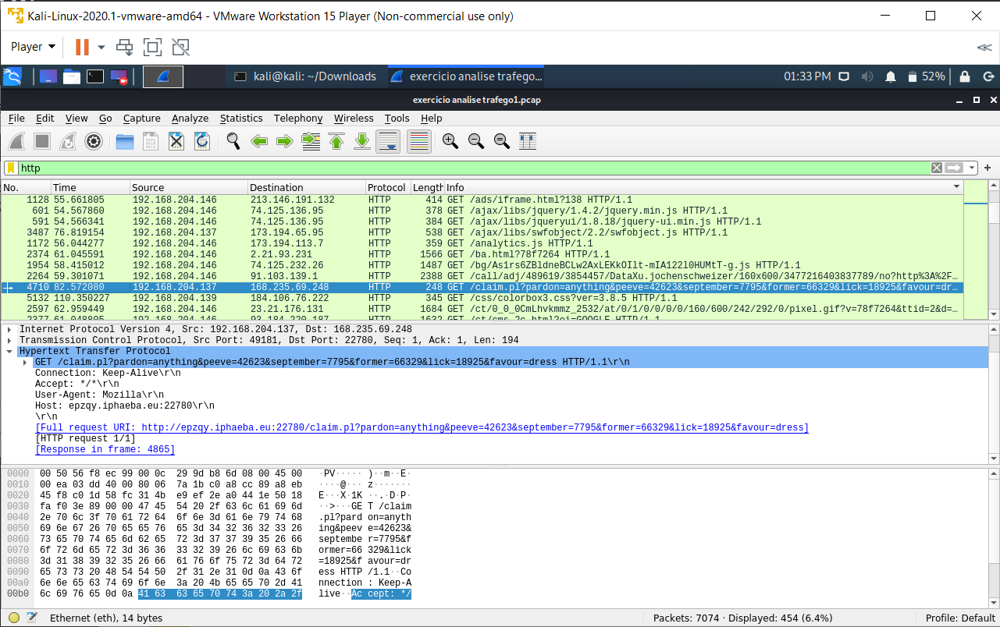 Kali-Linux-2020.1-vmware-amd64 - VMware Workstation 15 Player (Non-commercial use only)
Player
kali@kali: ~/Downloads
exercicio analise trafego...
01:33 PM
52%
exercicio analise trafego1.pcap
File Edit View Go Capture Analyze Statistics Telephony Wireless Tools Help
http
No. Time Source Destination Protocol Length Info
1128 55.661805 192.168.204.146 213.146.191.132 HTTP 414 GET /ads/iframe.html?138 HTTP/1.1
601 54.567860 192.168.204.146 74.125.136.95 HTTP 378 GET /ajax/libs/jquery/1.4.2/jquery.min.js HTTP/1.1
591 54.566341 192.168.204.146 74.125.136.95 HTTP 384 GET /ajax/libs/jqueryui/1.8.18/jquery-ui.min.js HTTP/1.1
3487 76.819154 192.168.204.137 173.194.65.95 HTTP 538 GET /ajax/libs/swfobject/2.2/swfobject.js HTTP/1.1
1172 56.044277 192.168.204.146 173.194.113.7 HTTP 359 GET /analytics.js HTTP/1.1
2374 61.045591 192.168.204.146 2.21.93.231 HTTP 1566 GET /ba.html?78f7264 HTTP/1.1
1954 58.415012 192.168.204.146 74.125.232.26 HTTP 1487 GET /bg/As1rs6ZBldneBCLw2AxLEKkOIlt-mIA122l0HUMtT-g.js HTTP/1.1
2264 59.301071 192.168.204.146 91.103.139.1 HTTP 2388 GET /call/adj/489619/3854457/DataXu.jochenschweizer/160x600/3477216403837789/no?http%3A%2F…
4710 82.572080 192.168.204.137 168.235.69.248 HTTP 248 GET /claim.pl?pardon=anything&peeve=42623&september=7795&former=66329&lick=18925&favour=dr…
5132 110.350227 192.168.204.139 184.106.76.222 HTTP 345 GET /css/colorbox3.css?ver=3.8.5 HTTP/1.1
2597 62.959449 192.168.204.146 23.21.176.131 HTTP 1684 GET /ct/0_0_0CmLhvkmmz_2532/at/0/1/0/0/0/0/160/600/242/292/0/pixel.gif?v=78f7264&ttid=2&d=…
2377 61.048805 192.168.204.146 93.184.220.187 HTTP 1632 GET /ct/cms-2c.html?ci=GOOGLE HTTP/1.1
Internet Protocol Version 4, Src: 192.168.204.137, Dst: 168.235.69.248
Transmission Control Protocol, Src Port: 49181, Dst Port: 22780, Seq: 1, Ack: 1, Len: 194
Hypertext Transfer Protocol
GET /claim.pl?pardon=anything&peeve=42623&september=7795&former=66329&lick=18925&favour=dress HTTP/1.1\r\n
Connection: Keep-Alive\r\n
Accept: */*\r\n
User-Agent: Mozilla\r\n
Host: epzqy.iphaeba.eu:22780\r\n
\r\n
[Full request URI: http://epzqy.iphaeba.eu:22780/claim.pl?pardon=anything&peeve=42623&september=7795&former=66329&lick=18925&favour=dress]
[HTTP request 1/1]
[Response in frame: 4865]
0000 00 50 56 f8 ec 99 00 0c 29 9d b8 6d 08 00 45 00 ·PV····· )··m··E·
0010 00 ea 03 dd 40 00 80 06 7a 1b c0 a8 cc 89 a8 eb ····@··· z·······
0020 45 f8 c0 1d 58 fc 31 4b e9 ef 2e a0 44 1e 50 18 E···X·1K ··.·D·P·
0030 fa f0 3e 89 00 00 47 45 54 20 2f 63 6c 61 69 6d ··>···GE T /claim
0040 2e 70 6c 3f 70 61 72 64 6f 6e 3d 61 6e 79 74 68 .pl?pard on=anyth
0050 69 6e 67 26 70 65 65 76 65 3d 34 32 36 32 33 26 ing&peev e=42623&
0060 73 65 70 74 65 6d 62 65 72 3d 37 37 39 35 26 66 septembe r=7795&f
0070 6f 72 6d 65 72 3d 36 36 33 32 39 26 6c 69 63 6b ormer=66 329&lick
0080 3d 31 38 39 32 35 26 66 61 76 6f 75 72 3d 64 72 =18925&f avour=dr
0090 65 73 73 20 48 54 54 50 2f 31 2e 31 0d 0a 43 6f ess HTTP /1.1··Co
00a0 6e 6e 65 63 74 69 6f 6e 3a 20 4b 65 65 70 2d 41 nnection : Keep-A
00b0 6c 69 76 65 0d 0a 41 63 63 65 70 74 3a 20 2a 2f live··Ac cept: */
Ethernet (eth), 14 bytes
Packets: 7074 · Displayed: 454 (6.4%)
Profile: Default